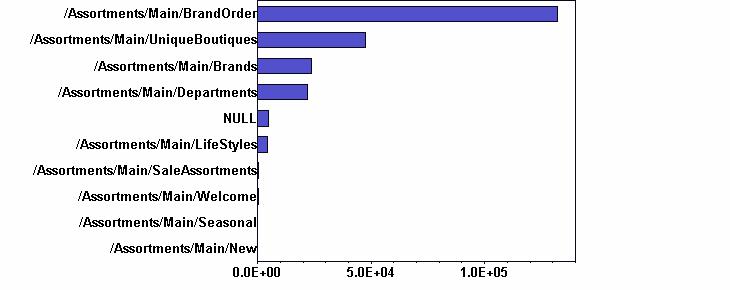 /Assortments/Main/BrandOrder
/Assortments/Main/UniqueBoutiques
/Assortments/Main/Brands
/Assortments/Main/Departments
NULL
/Assortments/Main/LifeStyles
/Assortments/Main/SaleAssortments
/Assortments/Main/Welcome
/Assortments/Main/Seasonal
/Assortments/Main/New
0.0E+00 5.0E+04 1.0E+05